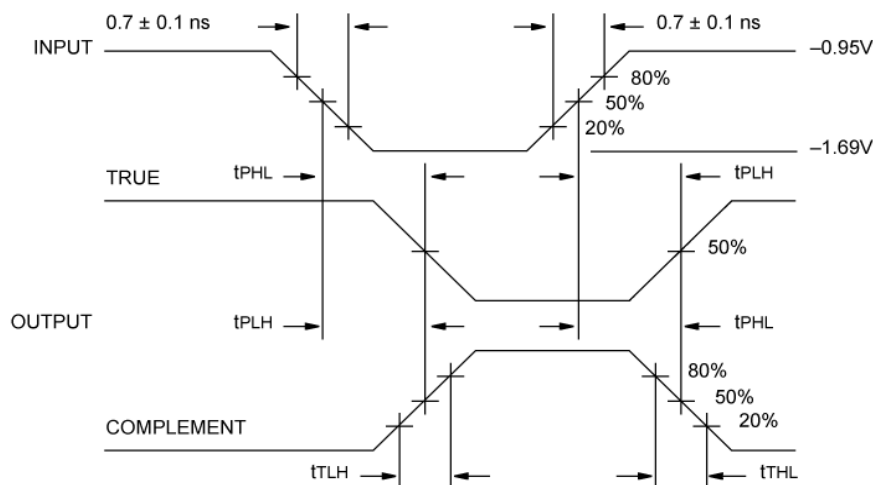 0.7 ± 0.1 ns
0.7 ± 0.1 ns
INPUT
–0.95V
80%
50%
20%
–1.69V
tPHL
tPLH
TRUE
50%
OUTPUT
tPLH
tPHL
80%
50%
20%
COMPLEMENT
tTLH
tTHL